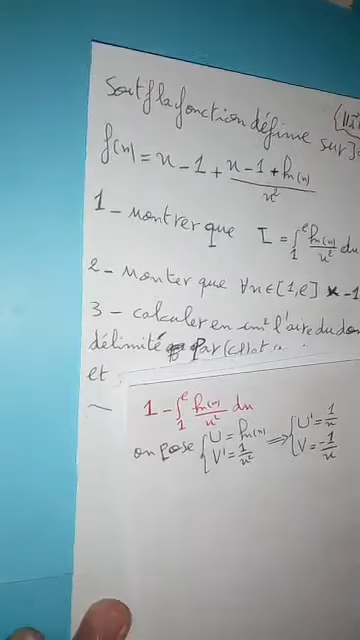 Soit f la fonction définie sur ]
f(x) = x - 1 + (x - 1 + ln(x))/x²
1 - montrer que I = ∫₁ᵉ ln(x)/x² dx
2 - Monter que ∀x ∈ [1,e] x - 1
3 - calculer en cm² l'aire du
délimité par (Cf) et
et
1 - ∫₁ᵉ ln(x)/x² dx
on pose { U = ln(x) ⇒ { U' = 1/x
{ V' = 1/x² { V = -1/x